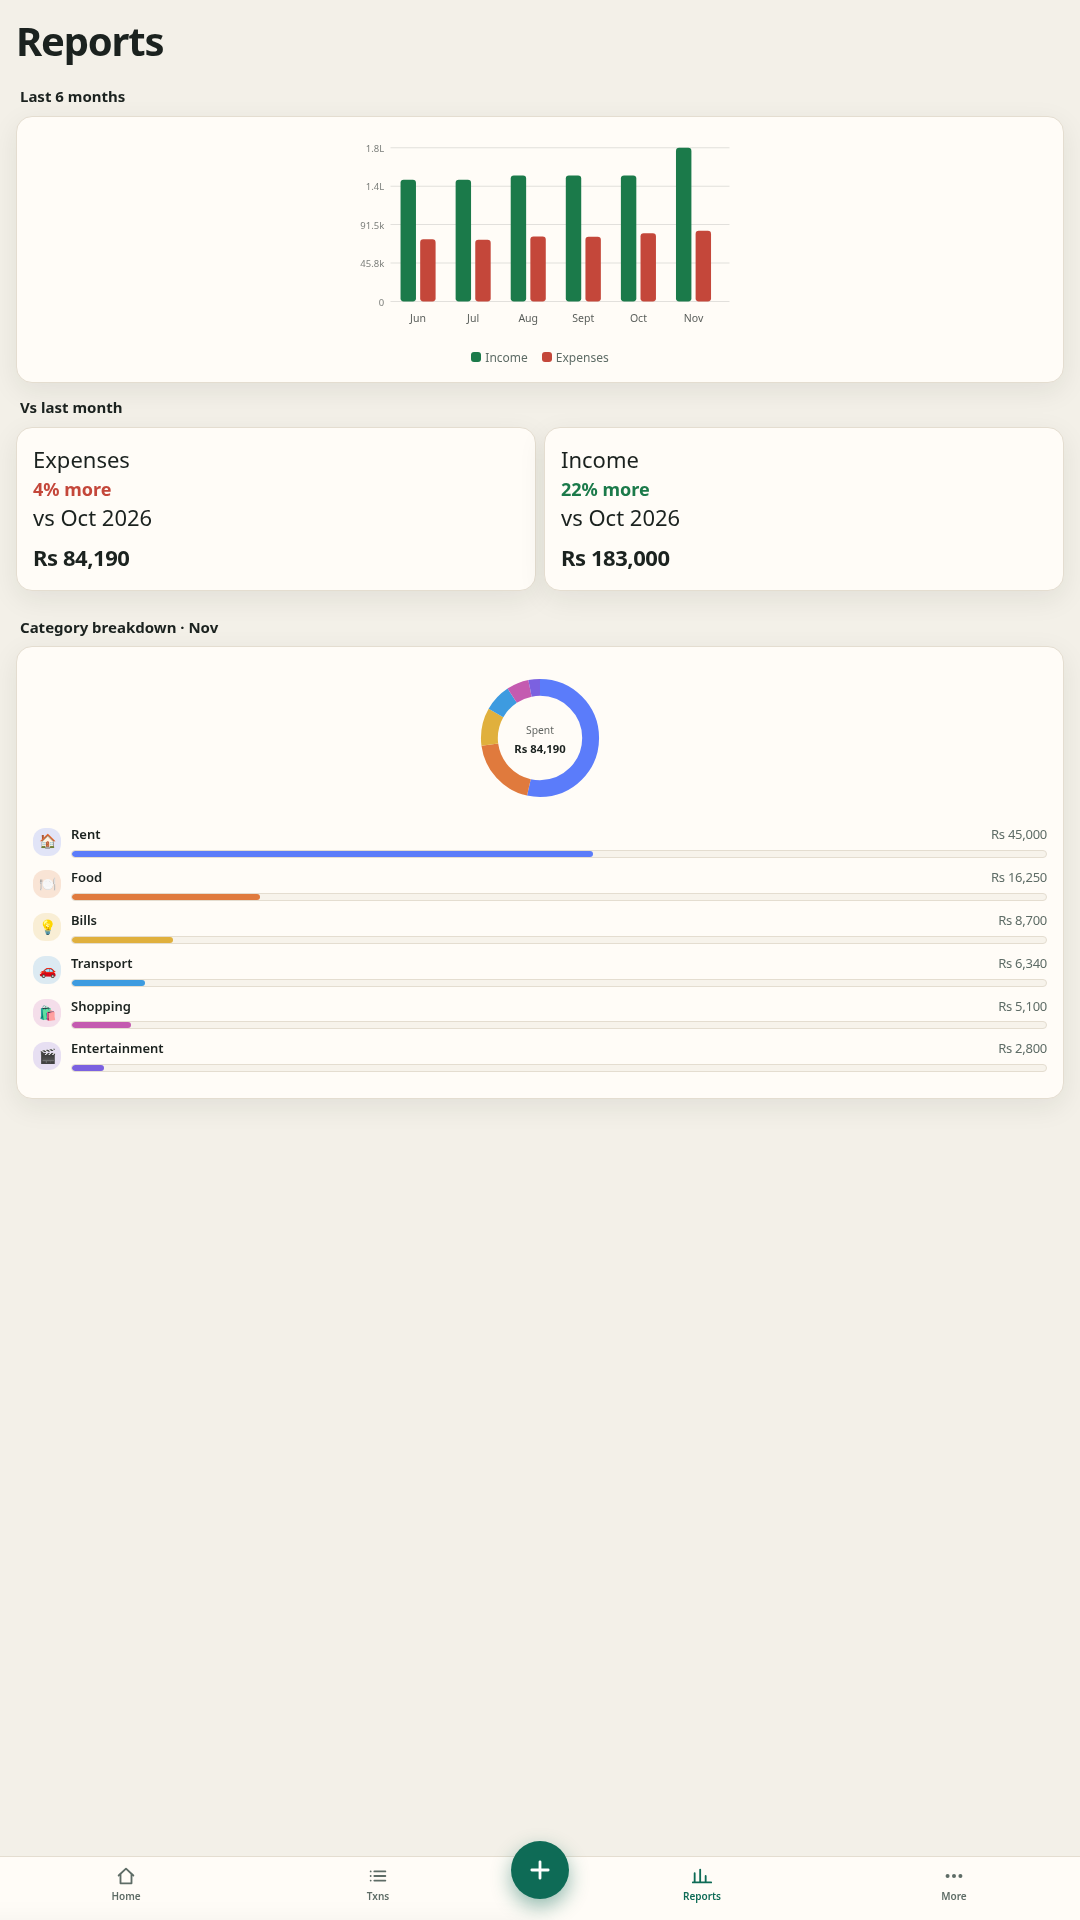 Reports
Last 6 months
1.8L
1.4L
91.5k
45.8k
0
Jun Jul Aug Sept Oct Nov
Income Expenses
Vs last month
Expenses
4% more
vs Oct 2026
Rs 84,190
Income
22% more
vs Oct 2026
Rs 183,000
Category breakdown · Nov
Spent
Rs 84,190
Rent Rs 45,000
Food Rs 16,250
Bills Rs 8,700
Transport Rs 6,340
Shopping Rs 5,100
Entertainment Rs 2,800
Home Txns Reports More